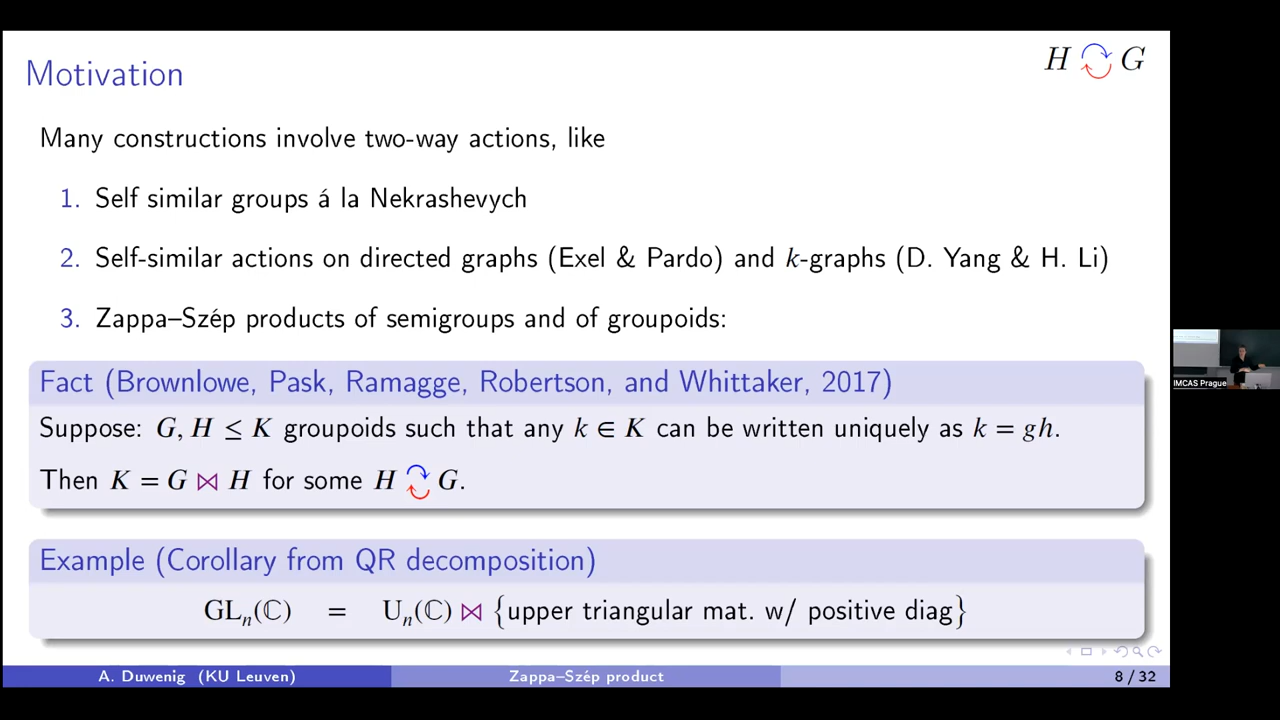 Motivation
H G
Many constructions involve two-way actions, like
1. Self similar groups á la Nekrashevych
2. Self-similar actions on directed graphs (Exel & Pardo) and k-graphs (D. Yang & H. Li)
3. Zappa–Szép products of semigroups and of groupoids:
Fact (Brownlowe, Pask, Ramagge, Robertson, and Whittaker, 2017)
Suppose: G, H ≤ K groupoids such that any k ∈ K can be written uniquely as k = gh.
Then K = G ⋈ H for some H G.
Example (Corollary from QR decomposition)
GLₙ(ℂ) = Uₙ(ℂ) ⋈ {upper triangular mat. w/ positive diag}
A. Duwenig (KU Leuven) Zappa–Szép product 8 / 32
IMCAS Prague